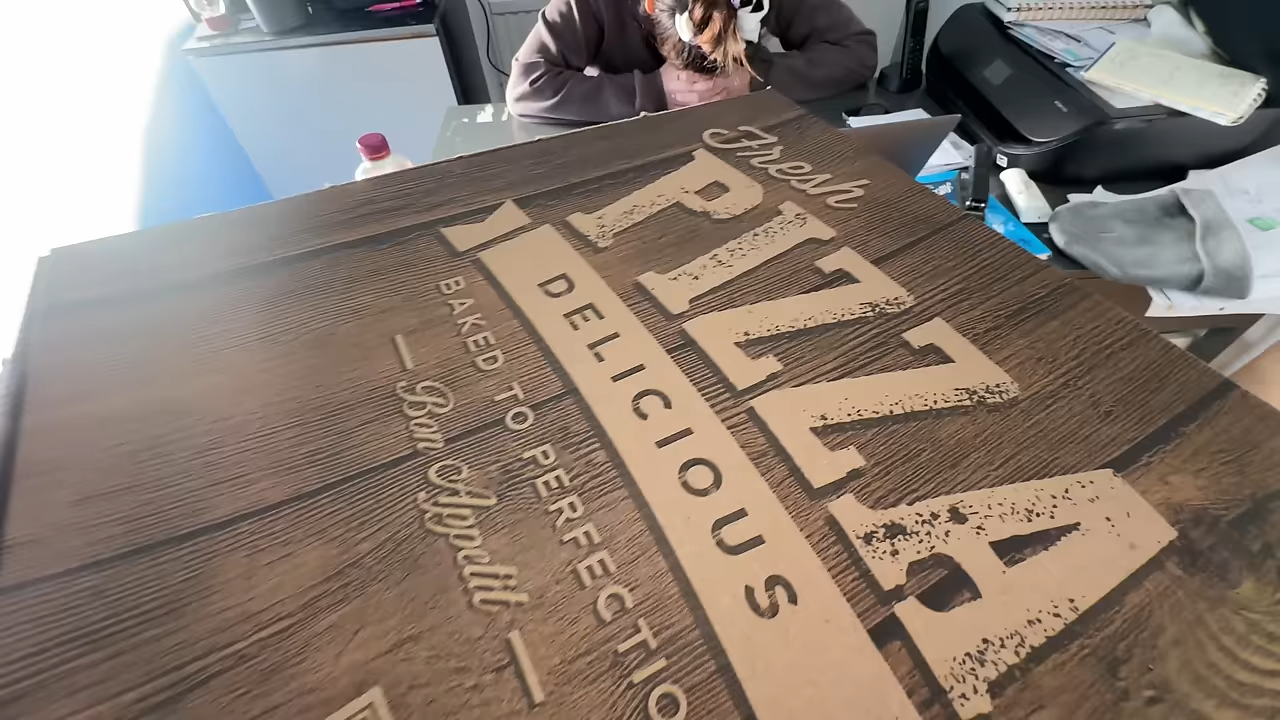 Fresh
PIZZA
DELICIOUS
BAKED TO PERFECTIO
Bon Appetit